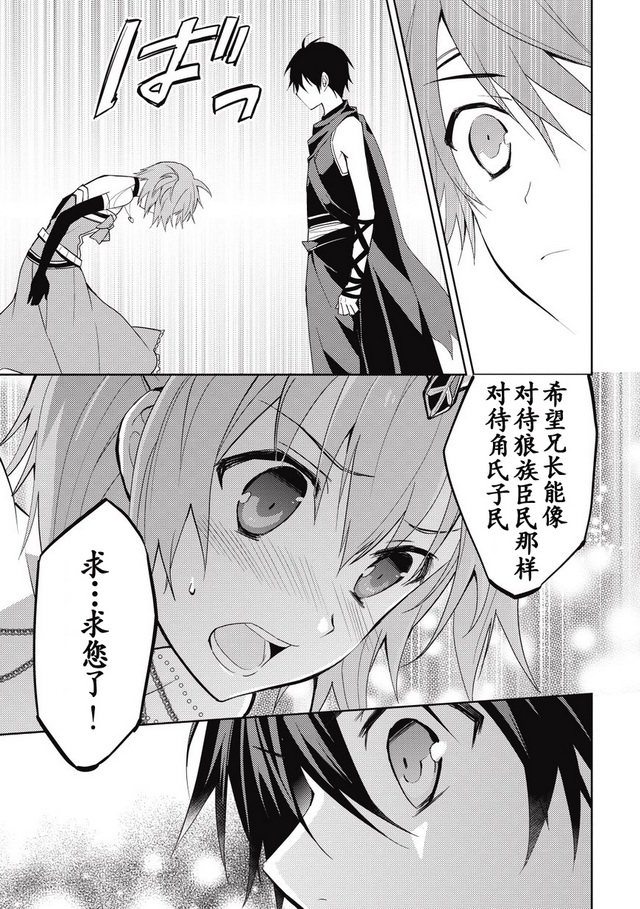 ばっ
希望兄长能像
对待狼族臣民那样
对待角氏子民
求…
求您了！